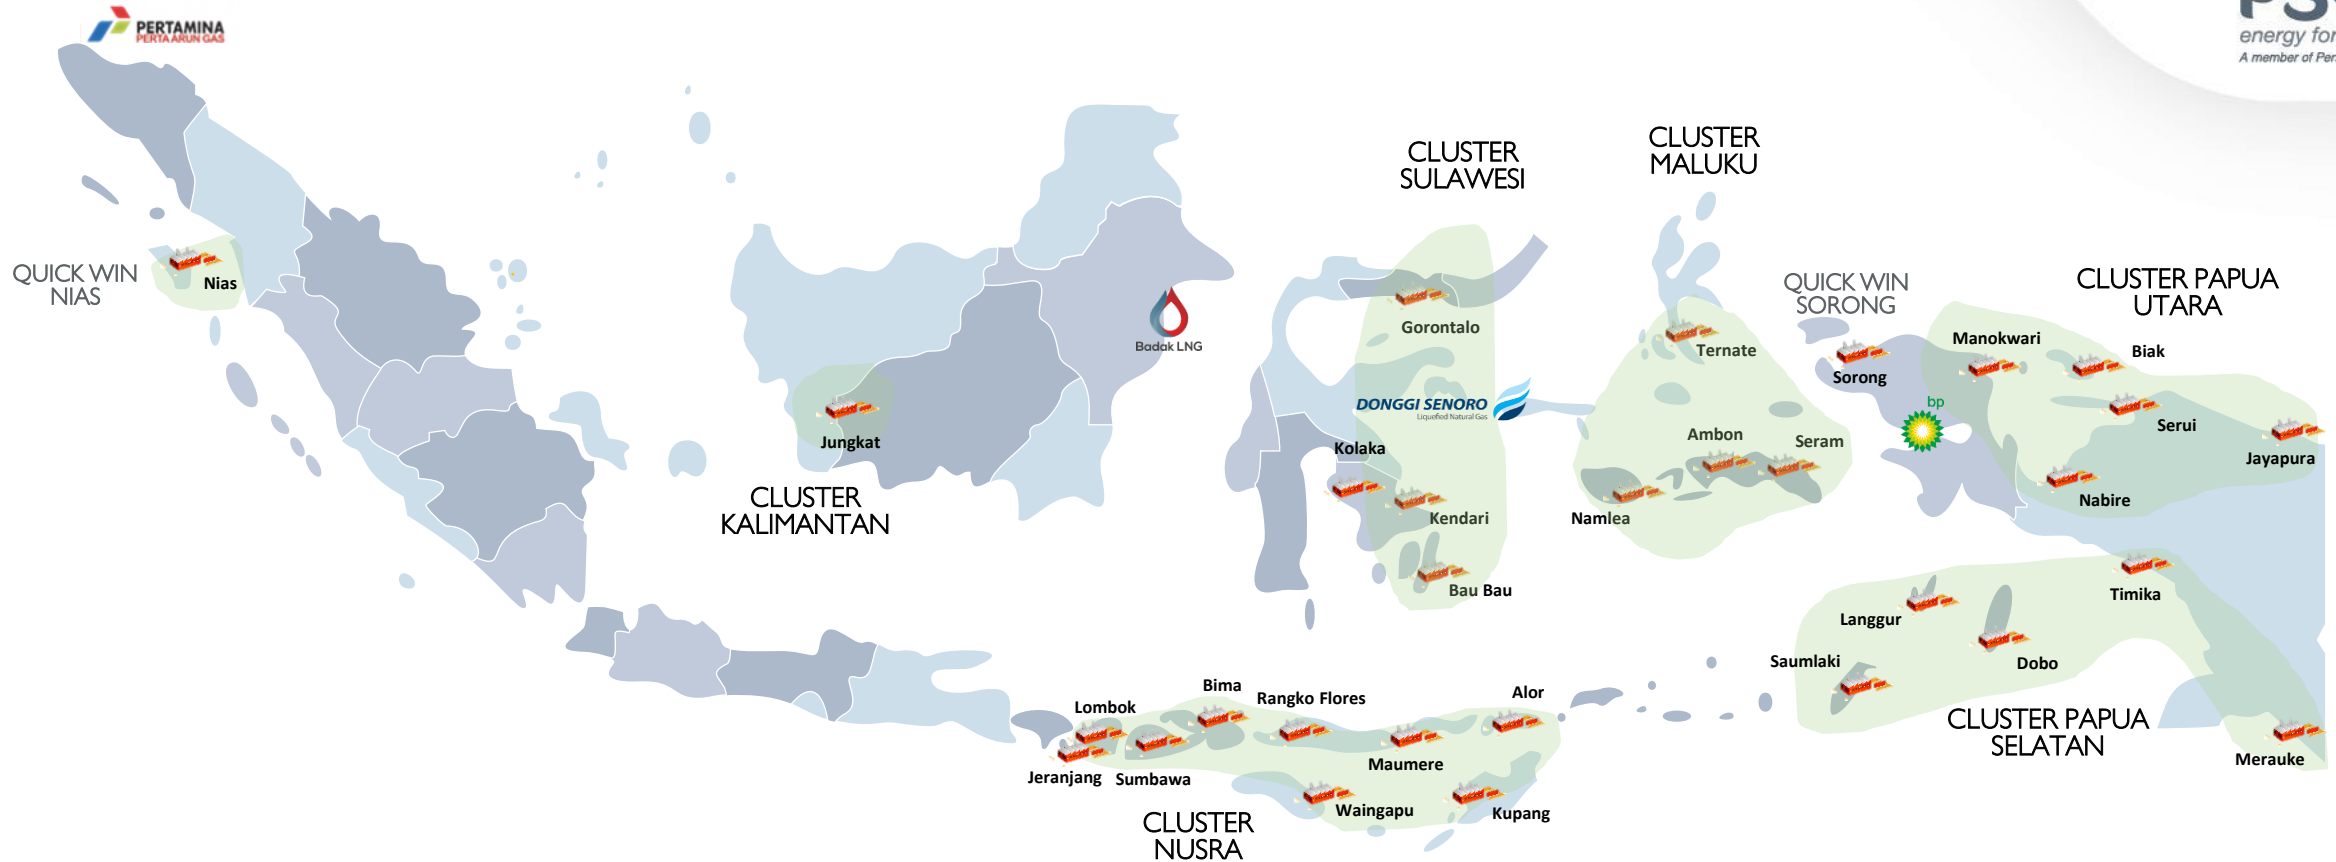 PERTAMINA
PERTA ARUN GAS
energy for
A member of Per
CLUSTER
MALUKU
CLUSTER
SULAWESI
QUICK WIN
NIAS
Nias
QUICK WIN
SORONG
CLUSTER PAPUA
UTARA
Badak LNG
Gorontalo
Ternate
Manokwari
Biak
Sorong
bp
DONGGI SENORO
Liquefied Natural Gas
Serui
Jayapura
Jungkat
Kolaka
Ambon
Seram
Nabire
CLUSTER
KALIMANTAN
Kendari
Namlea
Bau Bau
Timika
Langgur
Saumlaki
Dobo
Bima
Rangko Flores
Alor
Lombok
CLUSTER PAPUA
SELATAN
Jeranjang
Sumbawa
Maumere
Merauke
Waingapu
Kupang
CLUSTER
NUSRA